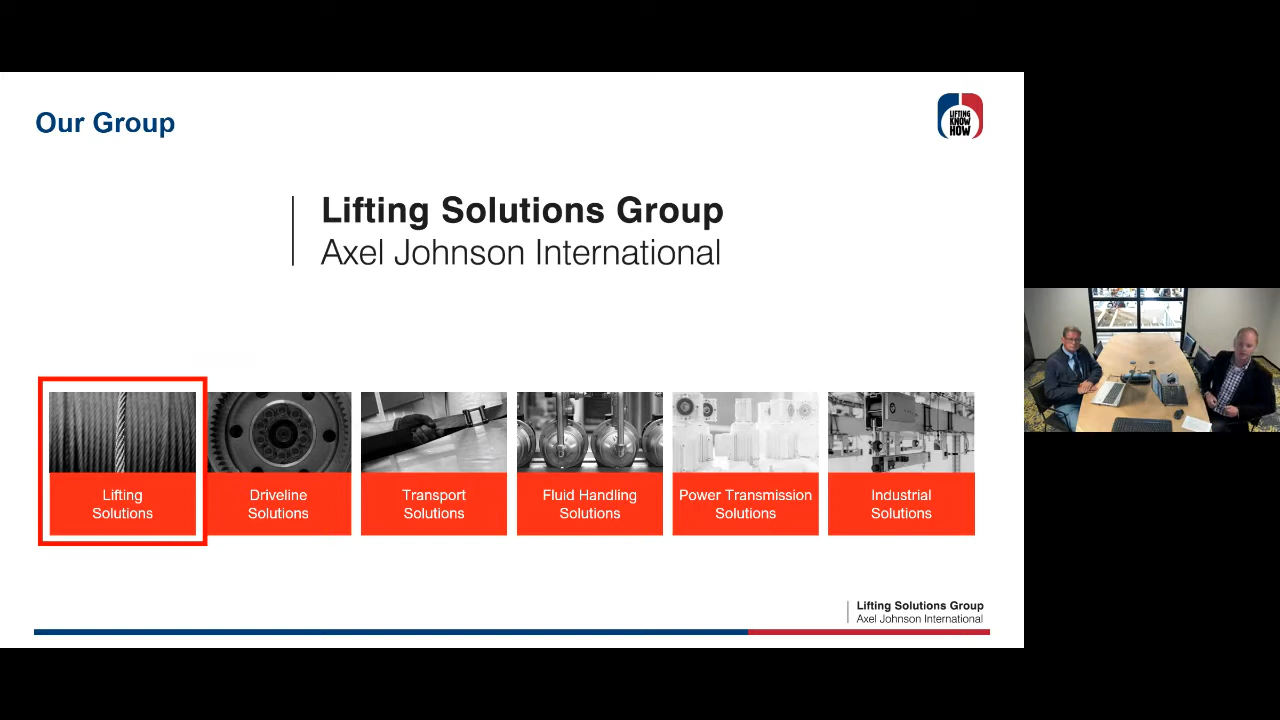 Our Group
LIFTING
KNOW
HOW
Lifting Solutions Group
Axel Johnson International
Lifting
Solutions
Driveline
Solutions
Transport
Solutions
Fluid Handling
Solutions
Power Transmission
Solutions
Industrial
Solutions
Lifting Solutions Group
Axel Johnson International